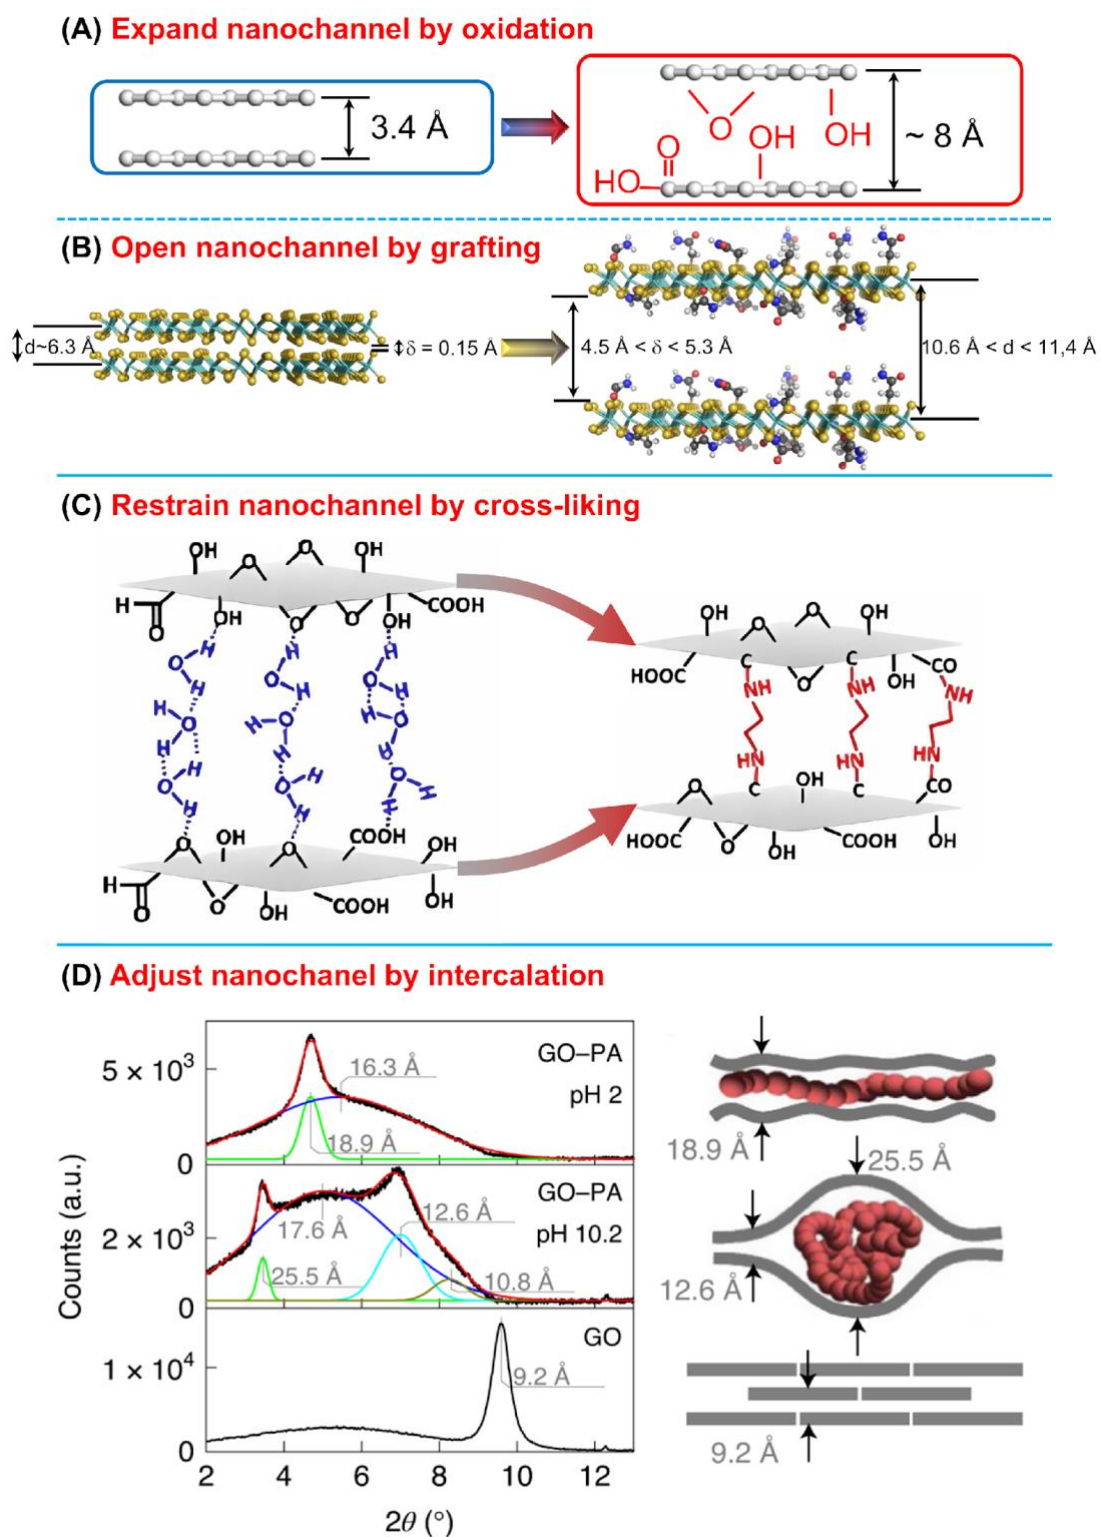 (A) Expand nanochannel by oxidation
3.4 Å
O
OH
OH
O
HO
~ 8 Å
(B) Open nanochannel by grafting
d~6.3 Å
δ = 0.15 Å
4.5 Å < δ < 5.3 Å
10.6 Å < d < 11,4 Å
(C) Restrain nanochannel by cross-liking
OH
O
O
OH
H
O
OH
O
O
OH
COOH
H
O
H
H
O
H
O
H
H
H
O
H
H
O
H
H
O
H
H
O
H
H
O
H
H
O
H
H
O
H
H
O
OH
O
COOH
OH
H
O
O
OH
COOH
OH
OH
O
O
OH
HOOC
C
O
C
OH
CO
NH
NH
NH
HN
HN
HN
C
C
CO
O
OH
HOOC
O
OH
COOH
OH
(D) Adjust nanochanel by intercalation
Counts (a.u.)
5 × 10³
0
GO–PA
pH 2
16.3 Å
18.9 Å
2 × 10³
0
GO–PA
pH 10.2
17.6 Å
12.6 Å
25.5 Å
10.8 Å
1 × 10⁴
0
GO
9.2 Å
2 4 6 8 10 12
2θ (°)
18.9 Å
25.5 Å
12.6 Å
9.2 Å